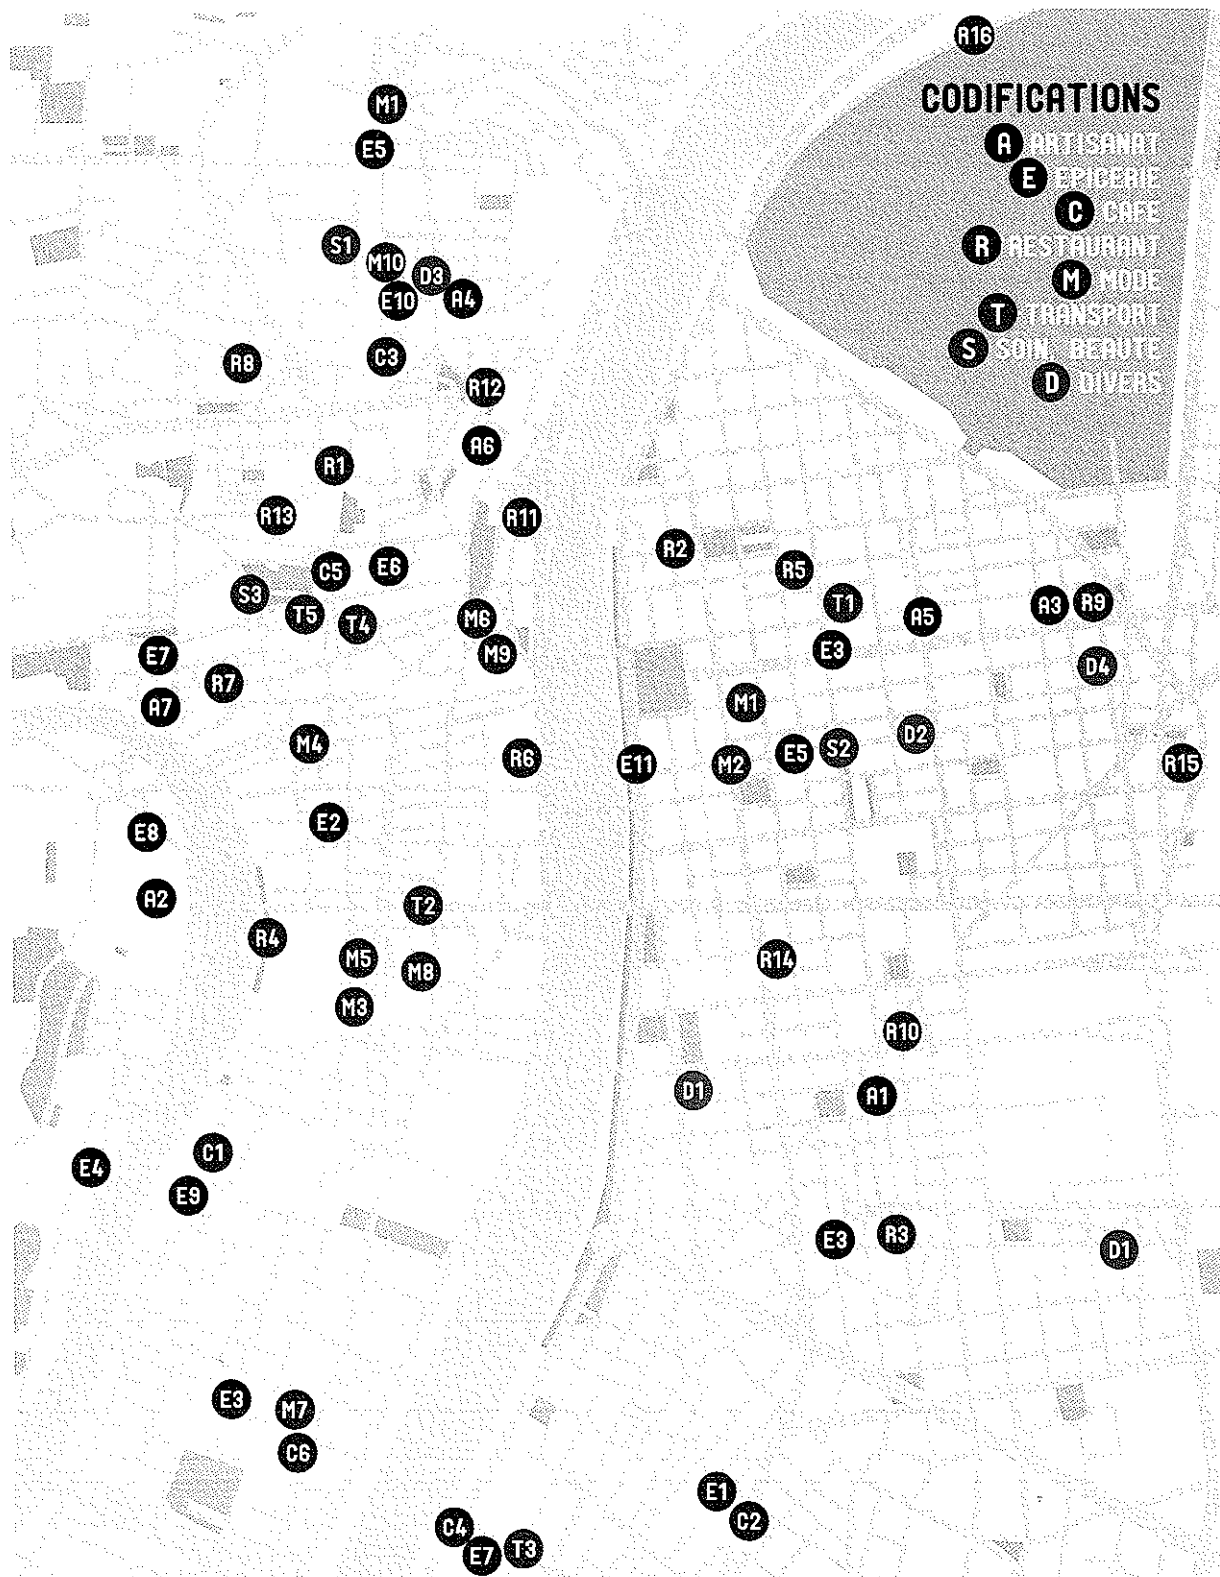 R16
CODIFICATIONS
A ARTISANAT
E EPICERIE
C CAFE
R RESTAURANT
M MODE
T TRANSPORT
S SOIN BEAUTE
D DIVERS
M1
E5
S1
M10
D3
E10
A4
C3
R8
R12
A6
R1
R13
R11
R2
E6
C5
R5
S3
T1
A3
R9
T5
A5
M6
T4
E3
M9
E7
D4
R7
M1
A7
D2
M4
S2
E5
R6
E11
M2
R15
E2
E8
A2
T2
R4
M5
R14
M8
M3
R10
D1
A1
C1
E4
E9
R3
E3
D1
E3
M7
C6
E1
C2
C4
T3
E7